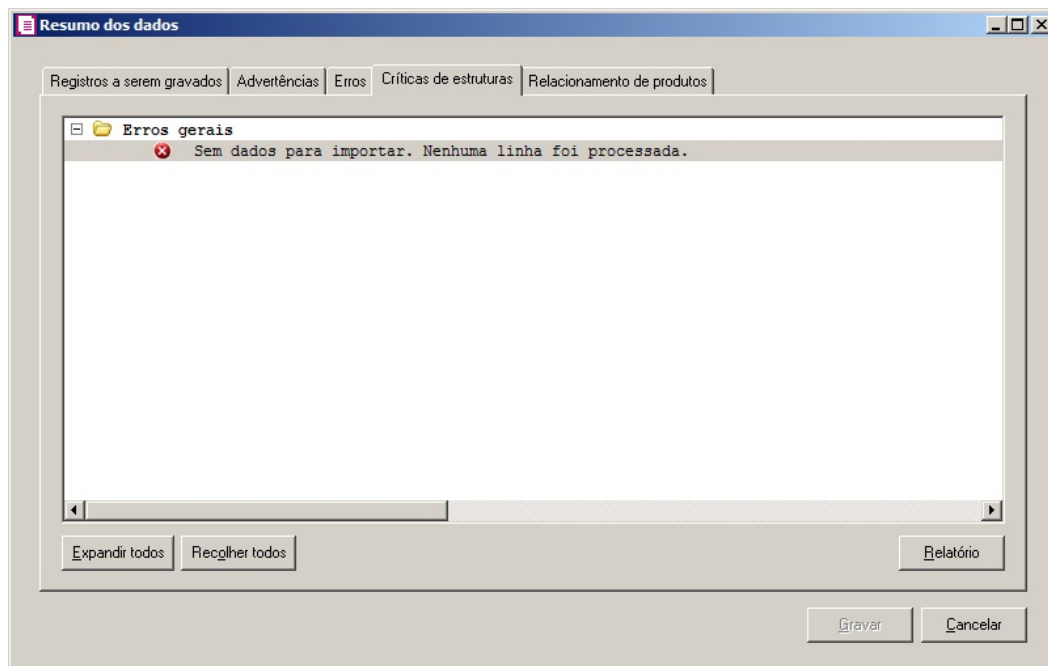 Resumo dos dados
Registros a serem gravados Advertências Erros Críticas de estruturas Relacionamento de produtos
Erros gerais
Sem dados para importar. Nenhuma linha foi processada.
Expandir todos Recolher todos Relatório
Gravar Cancelar